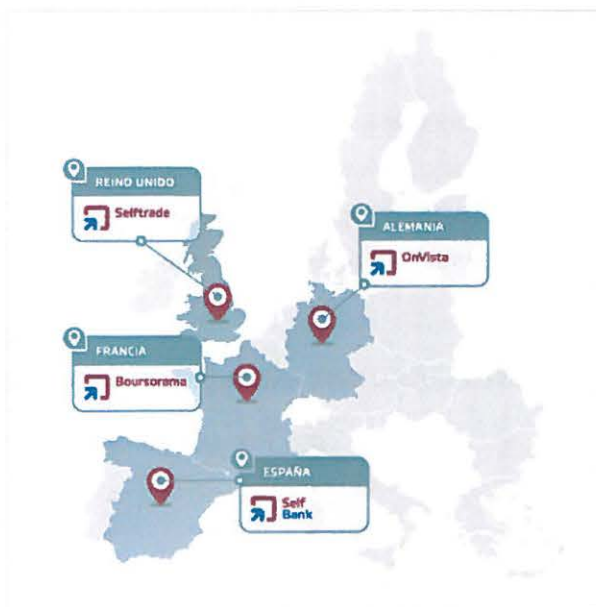 REINO UNIDO
Selftrade
ALEMANIA
OnVista
FRANCIA
Boursorama
ESPAÑA
Self
Bank